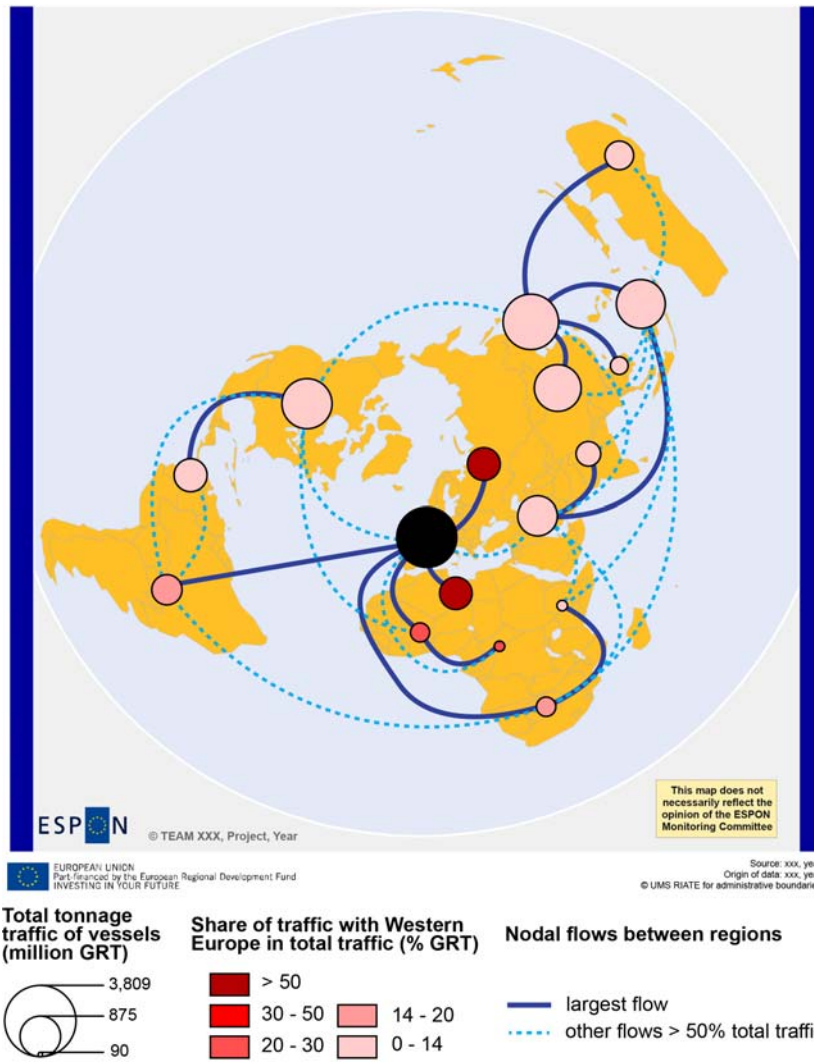 This map does not
necessarily reflect the
opinion of the ESPON
Monitoring Committee
ESPON
© TEAM XXX, Project, Year
EUROPEAN UNION
Part-financed by the European Regional Development Fund
INVESTING IN YOUR FUTURE
Source: xxx, ye
Origin of data: xxx, ye
© UMS RIATE for administrative boundarie
Total tonnage
traffic of vessels
(million GRT)
3,809
875
90
Share of traffic with Western
Europe in total traffic (% GRT)
> 50
30 - 50
14 - 20
20 - 30
0 - 14
Nodal flows between regions
largest flow
other flows > 50% total traffi